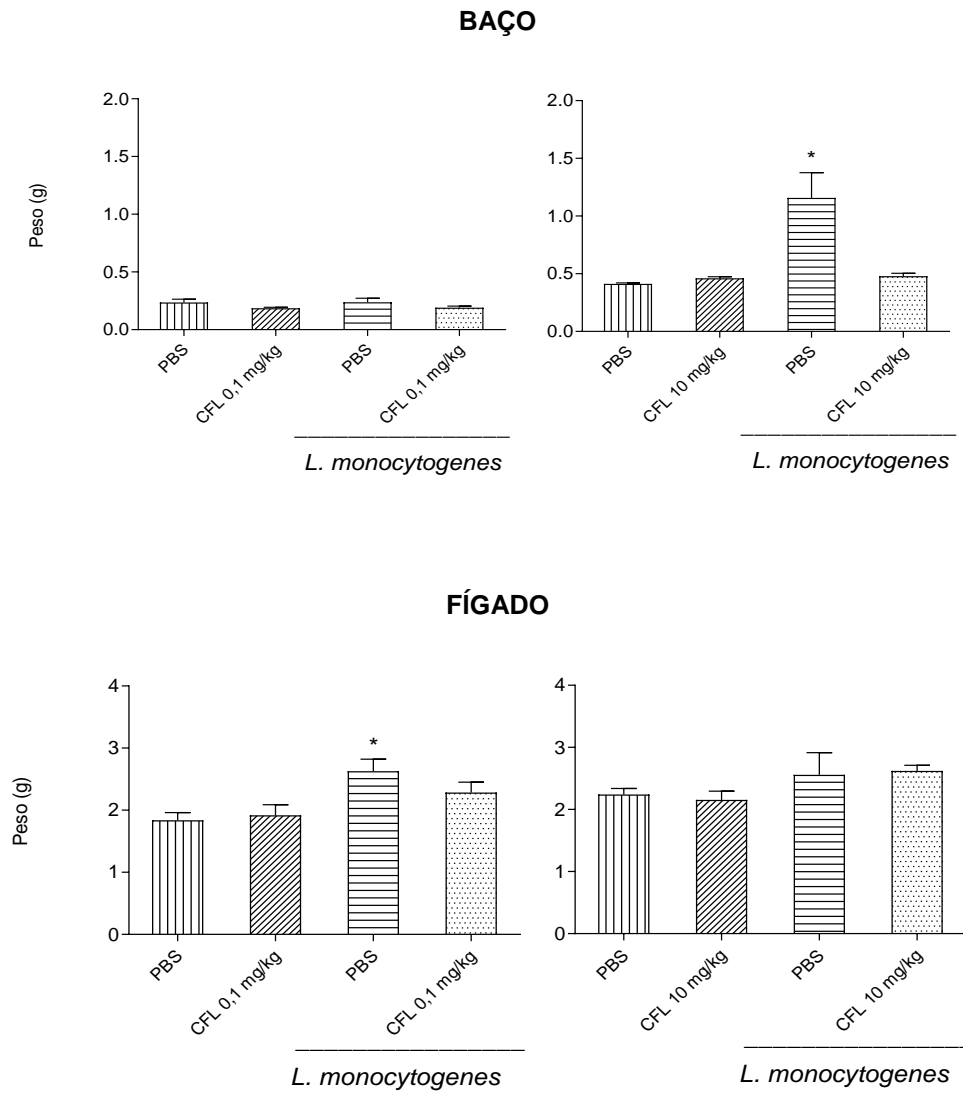 BAÇO
Peso (g)
2.0
1.5
1.0
0.5
0.0
PBS
CFL 0,1 mg/kg
PBS
CFL 0,1 mg/kg
L. monocytogenes
2.0
1.5
1.0
0.5
0.0
*
PBS
CFL 10 mg/kg
PBS
CFL 10 mg/kg
L. monocytogenes
FÍGADO
Peso (g)
4
3
2
1
0
*
PBS
CFL 0,1 mg/kg
PBS
CFL 0,1 mg/kg
L. monocytogenes
4
3
2
1
0
PBS
CFL 10 mg/kg
PBS
CFL 10 mg/kg
L. monocytogenes